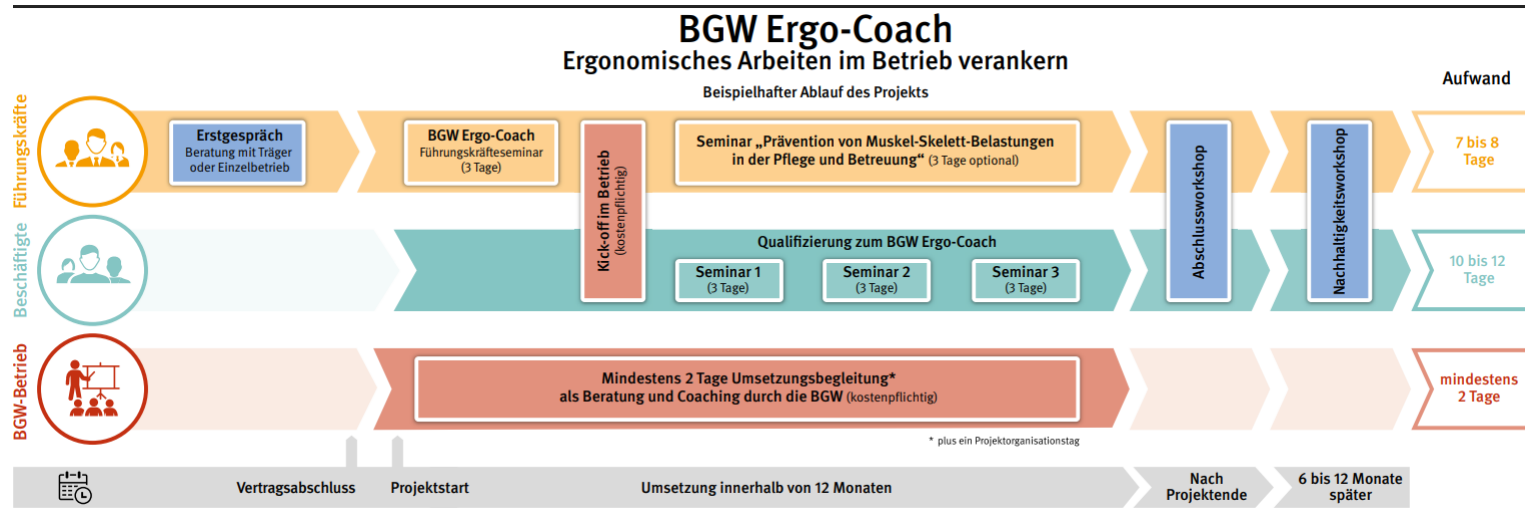 BGW Ergo-Coach
Ergonomisches Arbeiten im Betrieb verankern
Beispielhafter Ablauf des Projekts
Aufwand
Führungskräfte
Erstgespräch
Beratung mit Träger
oder Einzelbetrieb
BGW Ergo-Coach
Führungskräfteseminar
(3 Tage)
Kick-off im Betrieb
(kostenpflichtig)
Seminar „Prävention von Muskel-Skelett-Belastungen
in der Pflege und Betreuung“ (3 Tage optional)
Abschlussworkshop
Nachhaltigkeitsworkshop
7 bis 8
Tage
Beschäftigte
Qualifizierung zum BGW Ergo-Coach
Seminar 1
(3 Tage)
Seminar 2
(3 Tage)
Seminar 3
(3 Tage)
10 bis 12
Tage
BGW-Betrieb
Mindestens 2 Tage Umsetzungsbegleitung*
als Beratung und Coaching durch die BGW (kostenpflichtig)
mindestens
2 Tage
* plus ein Projektorganisationstag
Vertragsabschluss
Projektstart
Umsetzung innerhalb von 12 Monaten
Nach
Projektende
6 bis 12 Monate
später